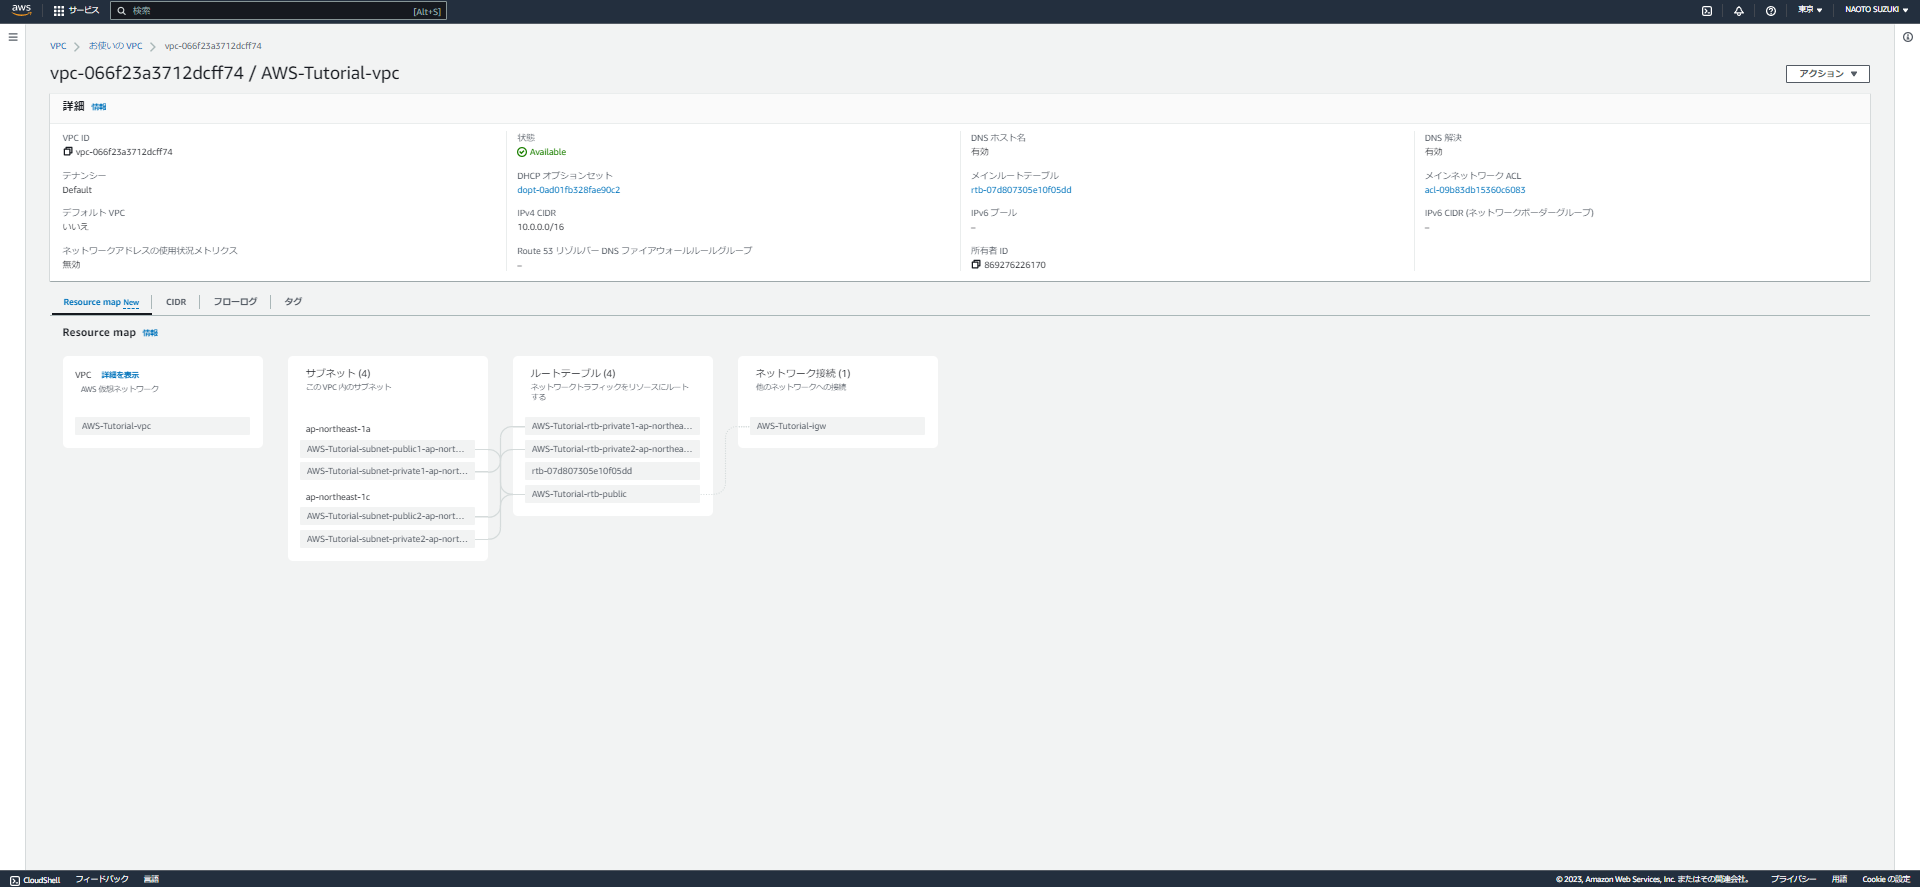 aws サービス 検索 [Alt+S] 東京 NAOTO SUZUKI
VPC お使いの VPC vpc-066f23a3712dcff74
vpc-066f23a3712dcff74 / AWS-Tutorial-vpc
アクション
詳細 情報
VPC ID
vpc-066f23a3712dcff74
状態
Available
DNS ホスト名
有効
DNS 解決
有効
テナンシー
Default
DHCP オプションセット
dopt-0ad01fb328fae90c2
メインルートテーブル
rtb-07d807305e10f05dd
メインネットワーク ACL
acl-09b83db15360c6083
デフォルト VPC
いいえ
IPv4 CIDR
10.0.0.0/16
IPv6 プール
–
IPv6 CIDR (ネットワークボーダーグループ)
–
ネットワークアドレスの使用状況メトリクス
無効
Route 53 リゾルバー DNS ファイアウォールルールグループ
–
所有者 ID
869276226170
Resource map New CIDR フローログ タグ
Resource map 情報
VPC 詳細を表示
AWS 仮想ネットワーク
AWS-Tutorial-vpc
サブネット (4)
この VPC 内のサブネット
ap-northeast-1a
AWS-Tutorial-subnet-public1-ap-nort...
AWS-Tutorial-subnet-private1-ap-nort...
ap-northeast-1c
AWS-Tutorial-subnet-public2-ap-nort...
AWS-Tutorial-subnet-private2-ap-nort...
ルートテーブル (4)
ネットワークトラフィックをリソースにルート
する
AWS-Tutorial-rtb-private1-ap-northea...
AWS-Tutorial-rtb-private2-ap-northea...
rtb-07d807305e10f05dd
AWS-Tutorial-rtb-public
ネットワーク接続 (1)
他のネットワークへの接続
AWS-Tutorial-igw
CloudShell フィードバック 言語 © 2023, Amazon Web Services, Inc. またはその関連会社。 プライバシー 用語 Cookie の設定